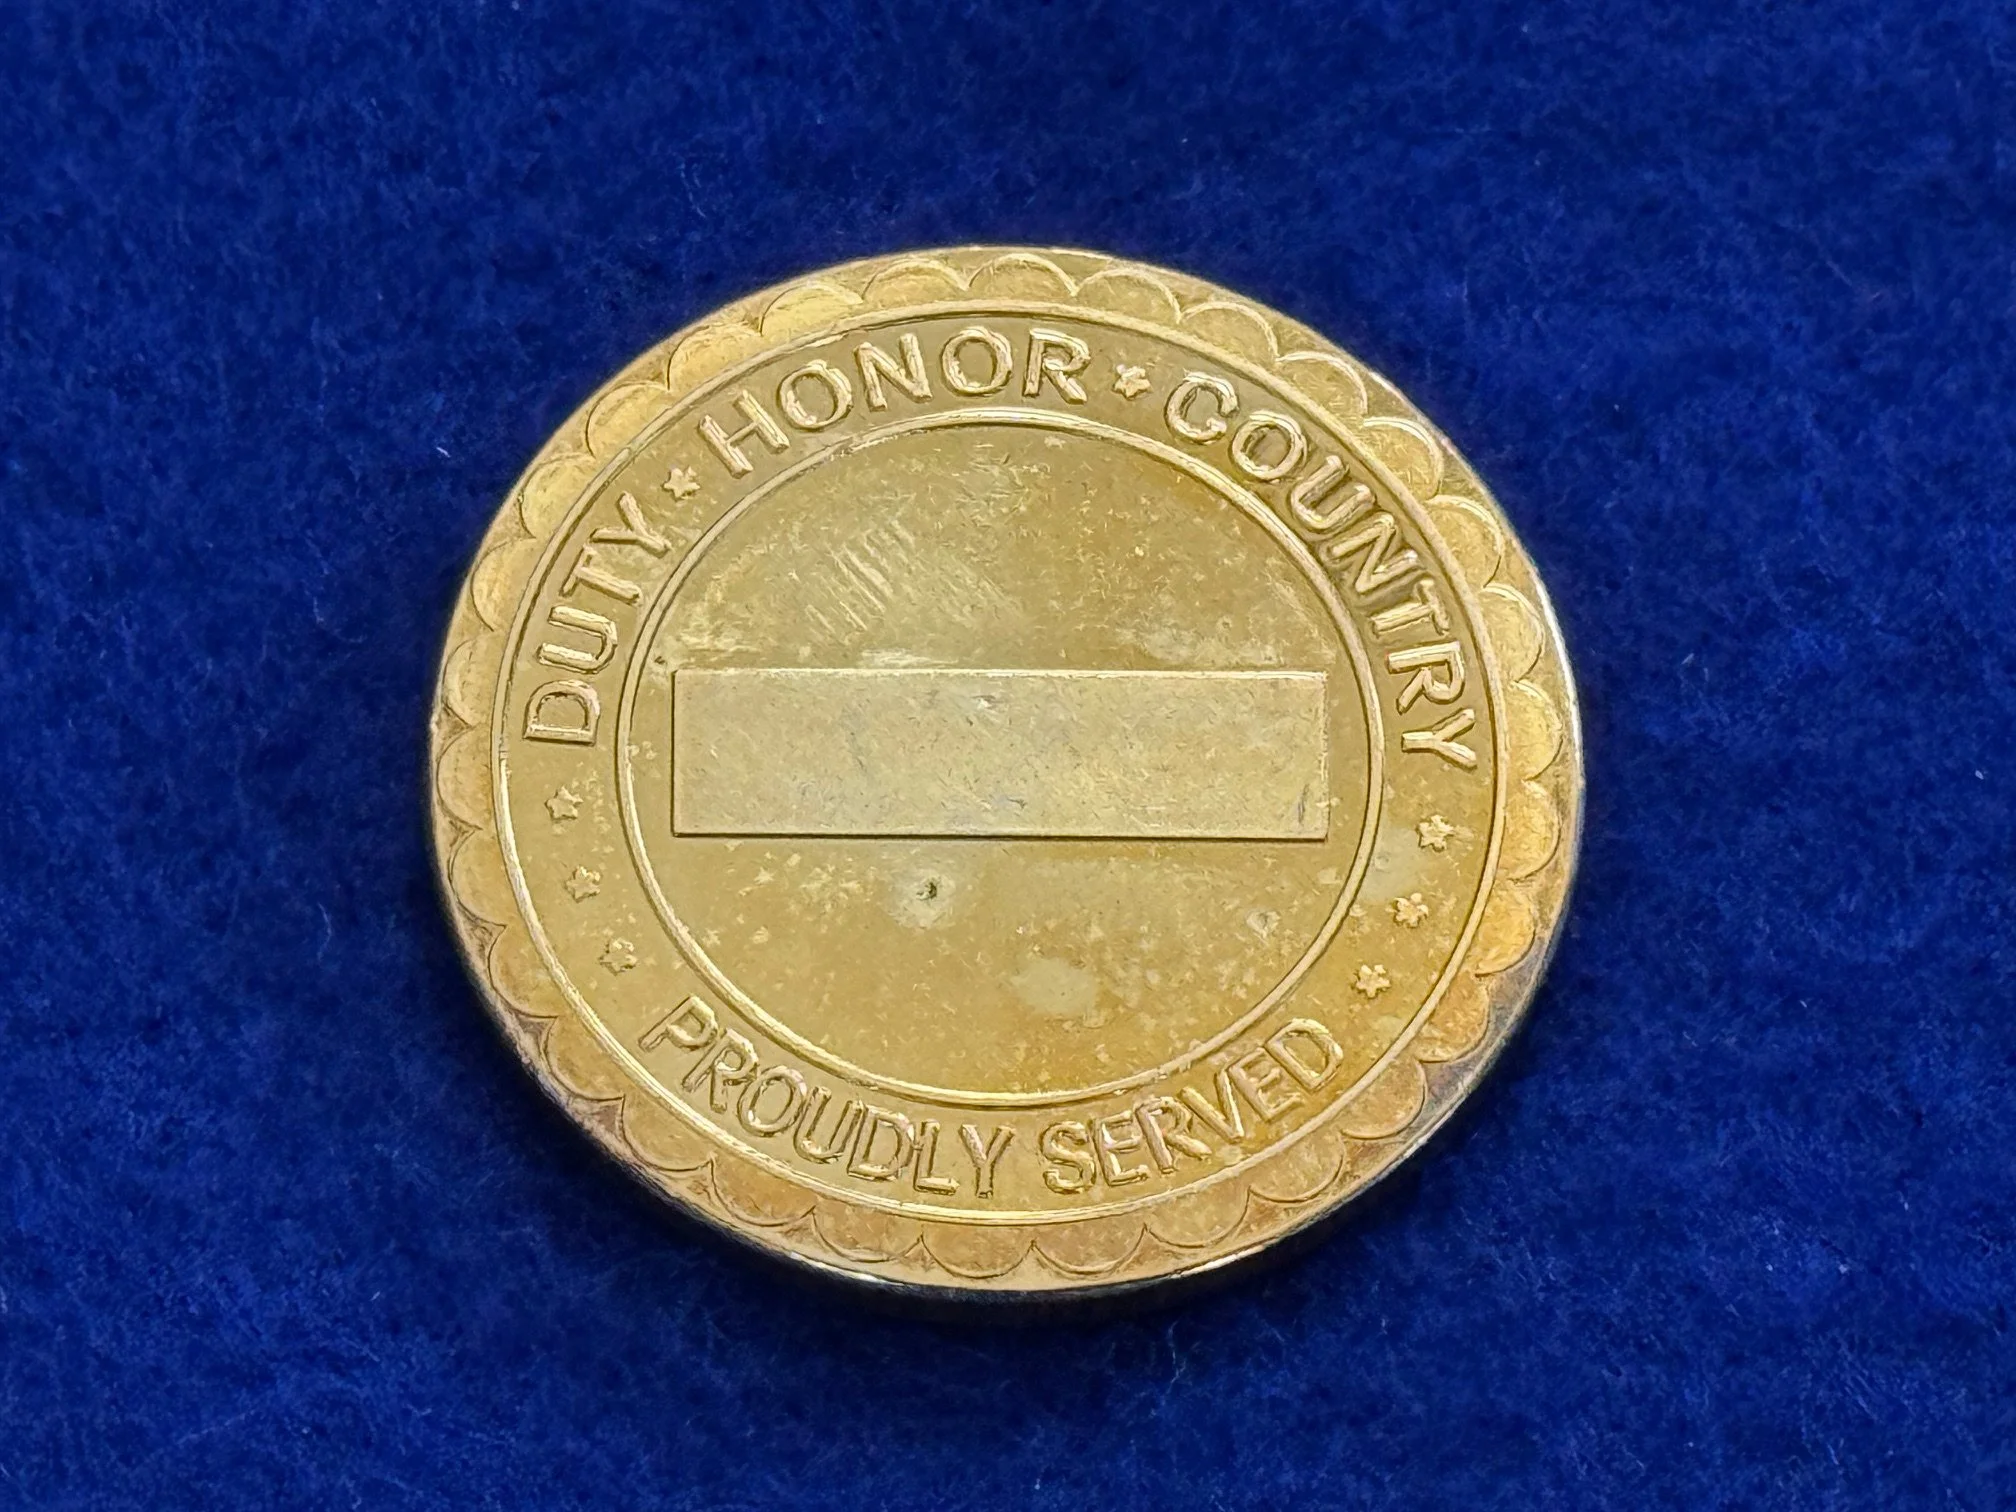 DUTY ★ HONOR ★ COUNTRY
PROUDLY SERVED